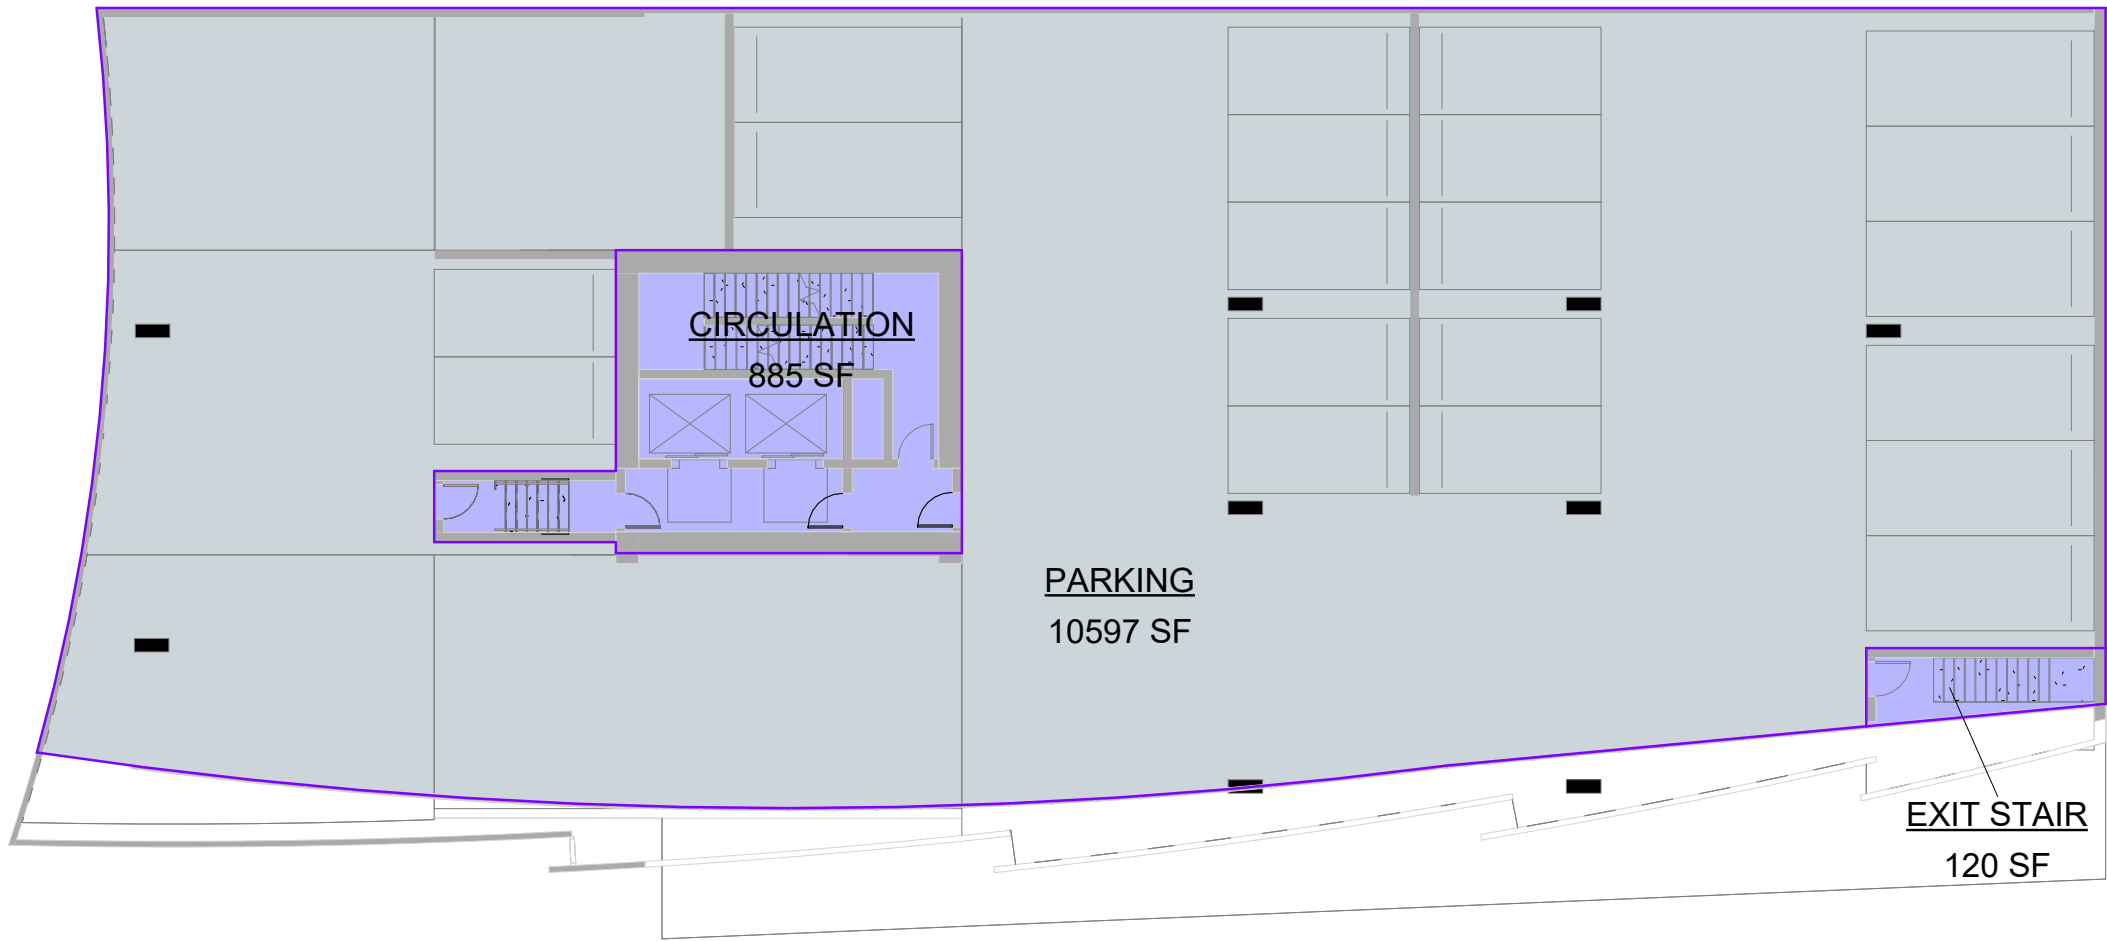 CIRCULATION
885 SF
PARKING
10597 SF
EXIT STAIR
120 SF